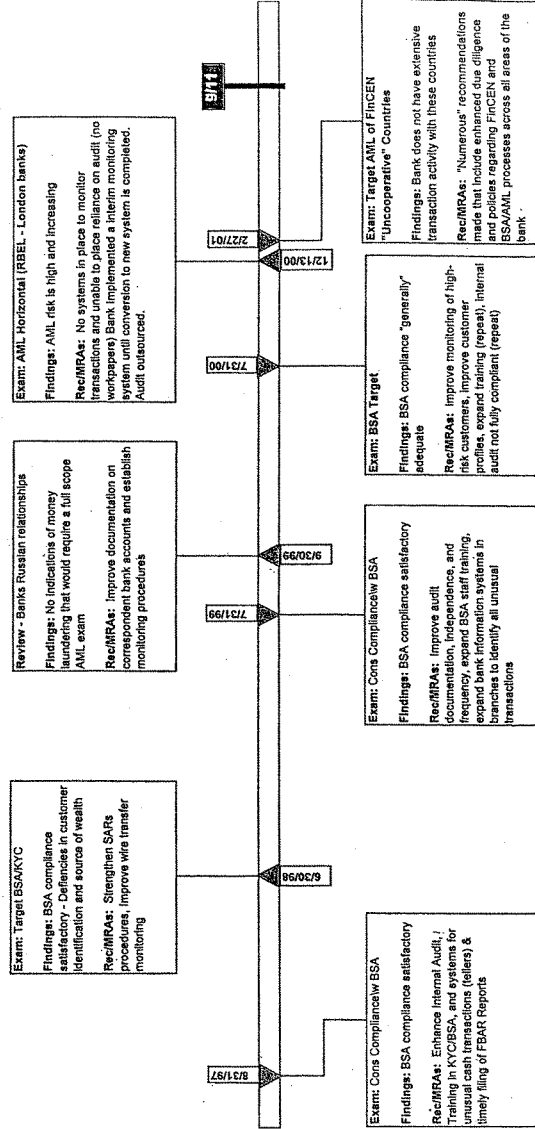 Exam: Target BSA/KYC
Findings: BSA compliance
satisfactory - Defiencies in customer
identification and source of wealth
Rec/MRAs: Strengthen SARs
procedures, improve wire transfer
monitoring
Review - Banks Russian relationships
Findings: No indications of money
laundering that would require a full scope
AML exam
Rec/MRAs: Improve documentation on
correspondent bank accounts and establish
monitoring procedures
Exam: AML Horizontal (RBEL - London banks)
Findings: AML risk is high and increasing
Rec/MRAs: No systems in place to monitor
transactions and unable to place reliance on audit (no
workpapers) Bank implemented a interim monitoring
system until conversion to new system is completed.
Audit outsourced.
8/31/97
6/30/98
7/31/99
9/30/99
7/31/00
12/13/00
2/27/01
9/11
Exam: Cons Compliance\w BSA
Findings: BSA compliance satisfactory
Rec/MRAs: Enhance Internal Audit,
Training in KYC/BSA, and systems for
unusual cash transactions (tellers) &
timely filing of FBAR Reports
Exam: Cons Compliance\w BSA
Findings: BSA compliance satisfactory
Rec/MRAs: Improve audit
documentation, independence, and
frequency, expand BSA staff training,
expand bank information systems in
branches to identify all unusual
transactions
Exam: BSA Target
Findings: BSA compliance "generally"
adequate
Rec/MRAs: Improve monitoring of high-
risk customers, improve customer
profiles, expand training (repeat), internal
audit not fully compliant (repeat)
Exam: Target AML of FinCEN
"Uncooperative" Countries
Findings: Bank does not have extensive
transaction activity with these countries
Rec/MRAs: "Numerous" recommendations
made that include enhanced due diligence
and policies regarding FinCEN and
BSA/AML processes across all areas of the
bank